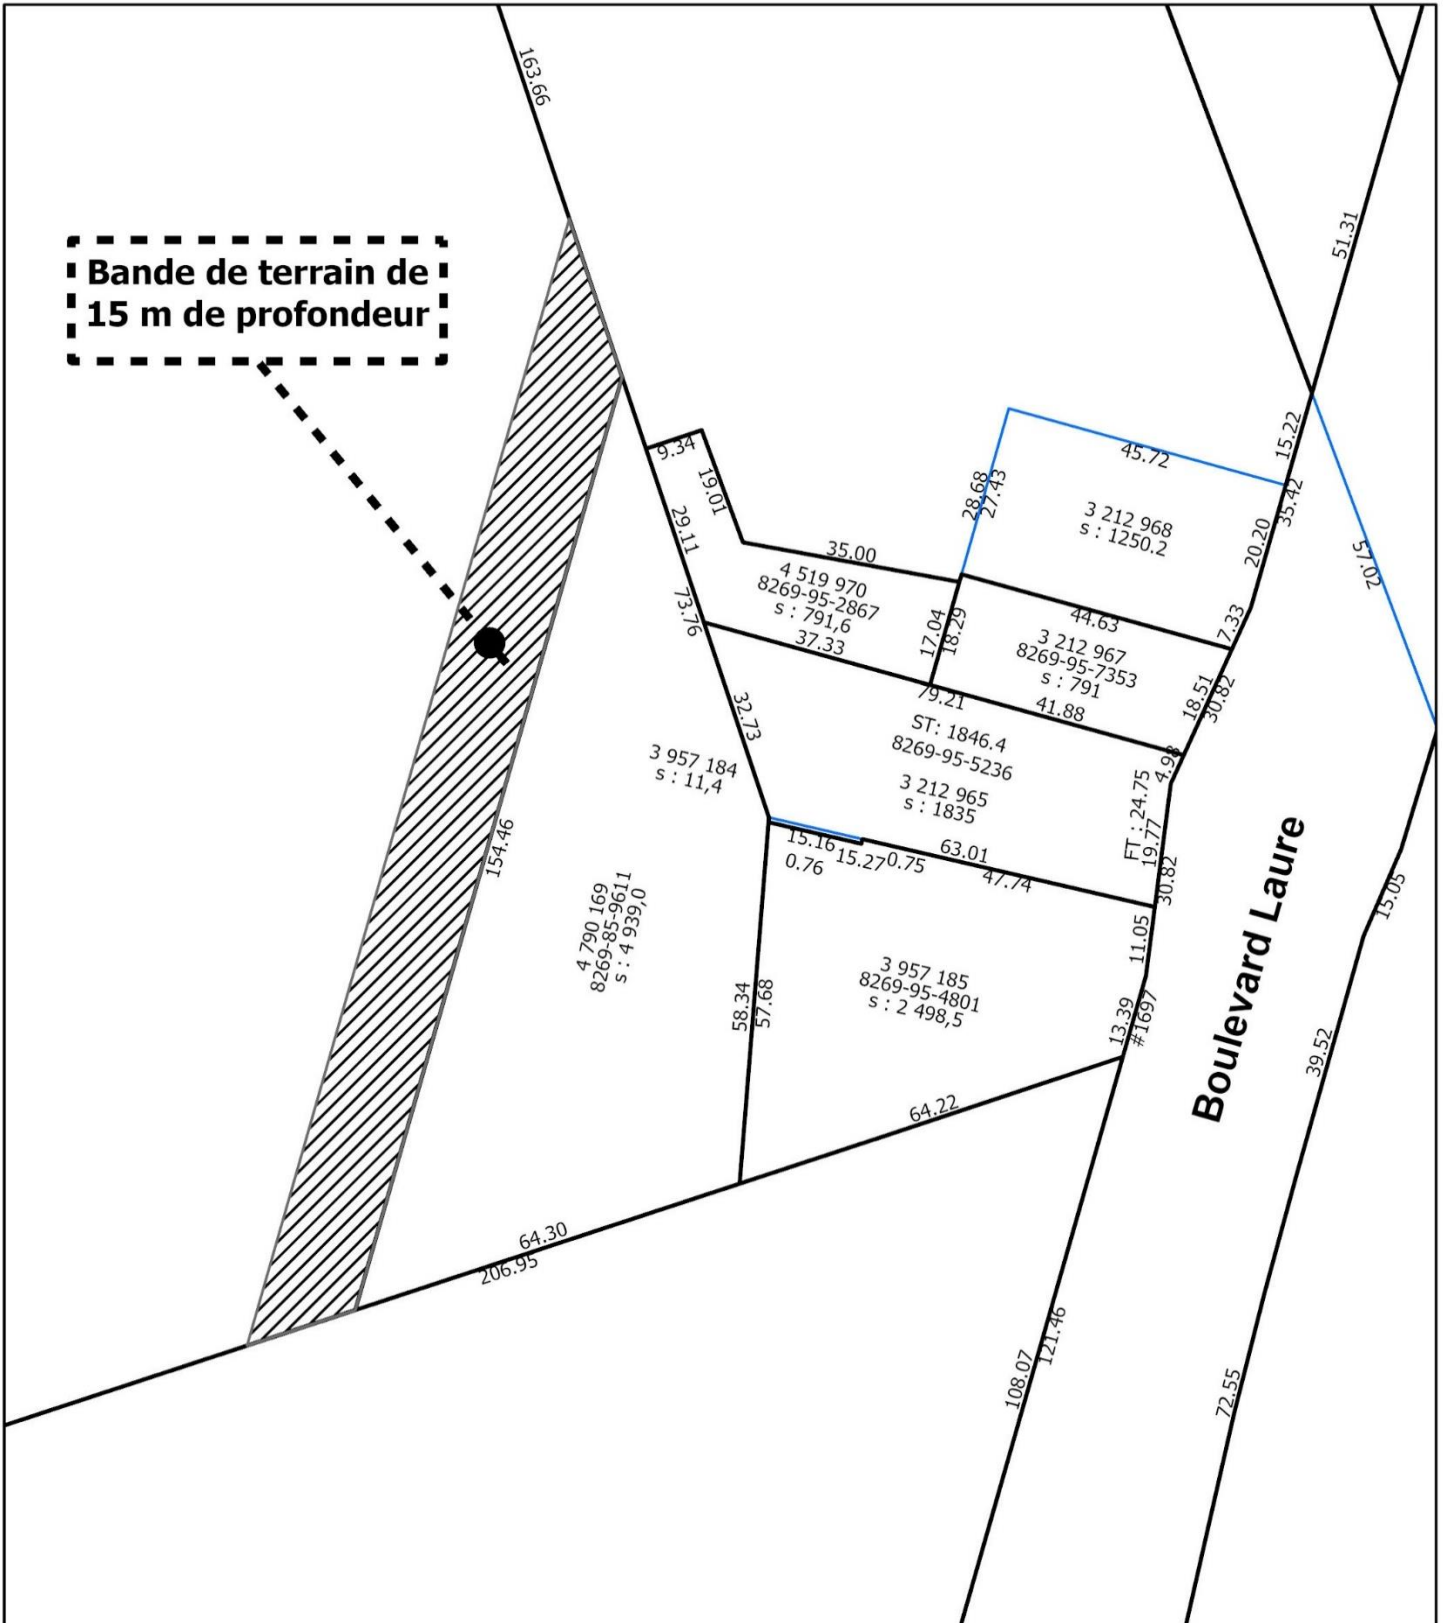 163.66
51.31
Bande de terrain de
15 m de profondeur
15.22
9.34
45.72
19.01
28.68
27.43
35.42
3 212 968
s : 1250.2
29.11
20.20
35.00
57.02
4 519 970
8269-95-2867
s : 791,6
73.76
37.33
17.04
18.29
44.63
7.33
3 212 967
8269-95-7353
s : 791
18.51
30.82
79.21
41.88
32.73
ST: 1846.4
8269-95-5236
3 957 184
s : 11,4
4.98
3 212 965
s : 1835
FT : 24.75
19.77
154.46
15.16
0.76
15.27
0.75
63.01
47.74
30.82
15.05
4 790 169
8269-85-9611
s : 4 939,0
11.05
Boulevard Laure
3 957 185
8269-95-4801
s : 2 498,5
58.34
57.68
13.39
#1697
39.52
64.22
64.30
206.95
121.46
108.07
72.55